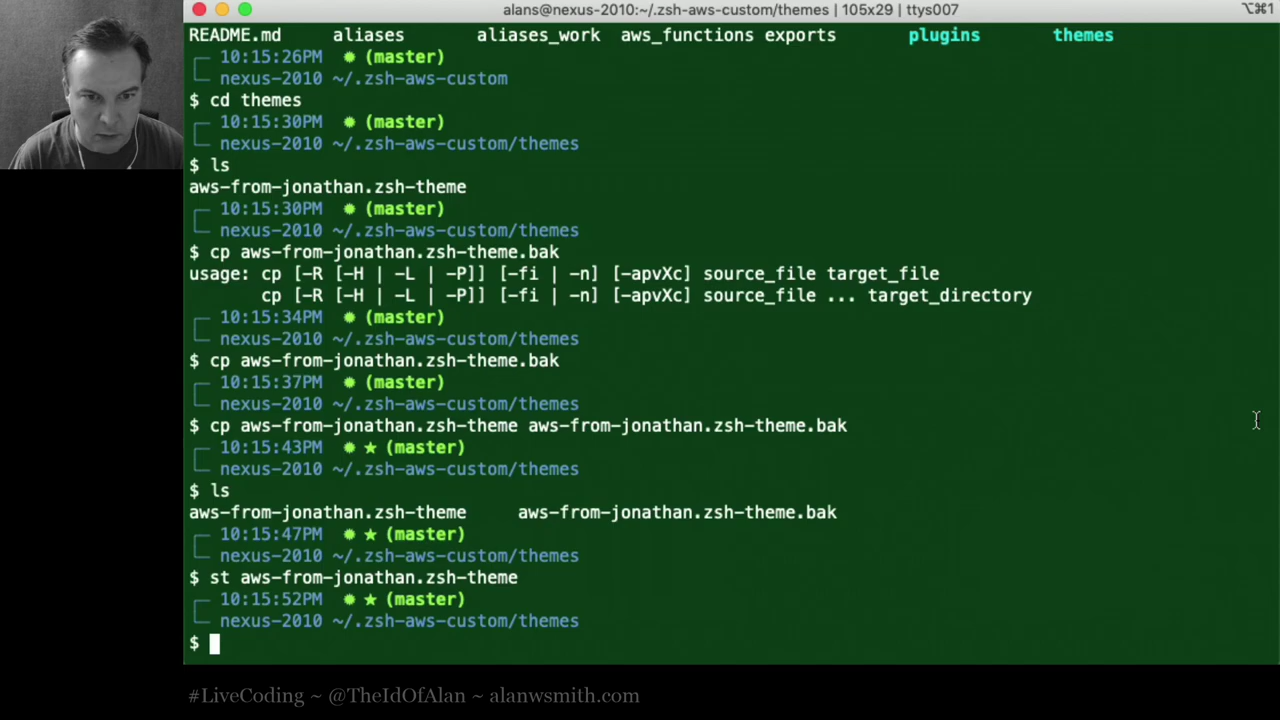 alans@nexus-2010:~/.zsh-aws-custom/themes | 105x29 | ttys007 ⌥⌘1
README.md aliases aliases_work aws_functions exports plugins themes
10:15:26PM ✹ (master)
nexus-2010 ~/.zsh-aws-custom
$ cd themes
10:15:30PM ✹ (master)
nexus-2010 ~/.zsh-aws-custom/themes
$ ls
aws-from-jonathan.zsh-theme
10:15:30PM ✹ (master)
nexus-2010 ~/.zsh-aws-custom/themes
$ cp aws-from-jonathan.zsh-theme.bak
usage: cp [-R [-H | -L | -P]] [-fi | -n] [-apvXc] source_file target_file
cp [-R [-H | -L | -P]] [-fi | -n] [-apvXc] source_file ... target_directory
10:15:34PM ✹ (master)
nexus-2010 ~/.zsh-aws-custom/themes
$ cp aws-from-jonathan.zsh-theme.bak
10:15:37PM ✹ (master)
nexus-2010 ~/.zsh-aws-custom/themes
$ cp aws-from-jonathan.zsh-theme aws-from-jonathan.zsh-theme.bak
10:15:43PM ✹ ★ (master)
nexus-2010 ~/.zsh-aws-custom/themes
$ ls
aws-from-jonathan.zsh-theme aws-from-jonathan.zsh-theme.bak
10:15:47PM ✹ ★ (master)
nexus-2010 ~/.zsh-aws-custom/themes
$ st aws-from-jonathan.zsh-theme
10:15:52PM ✹ ★ (master)
nexus-2010 ~/.zsh-aws-custom/themes
$
#LiveCoding ~ @TheIdOfAlan ~ alanwsmith.com